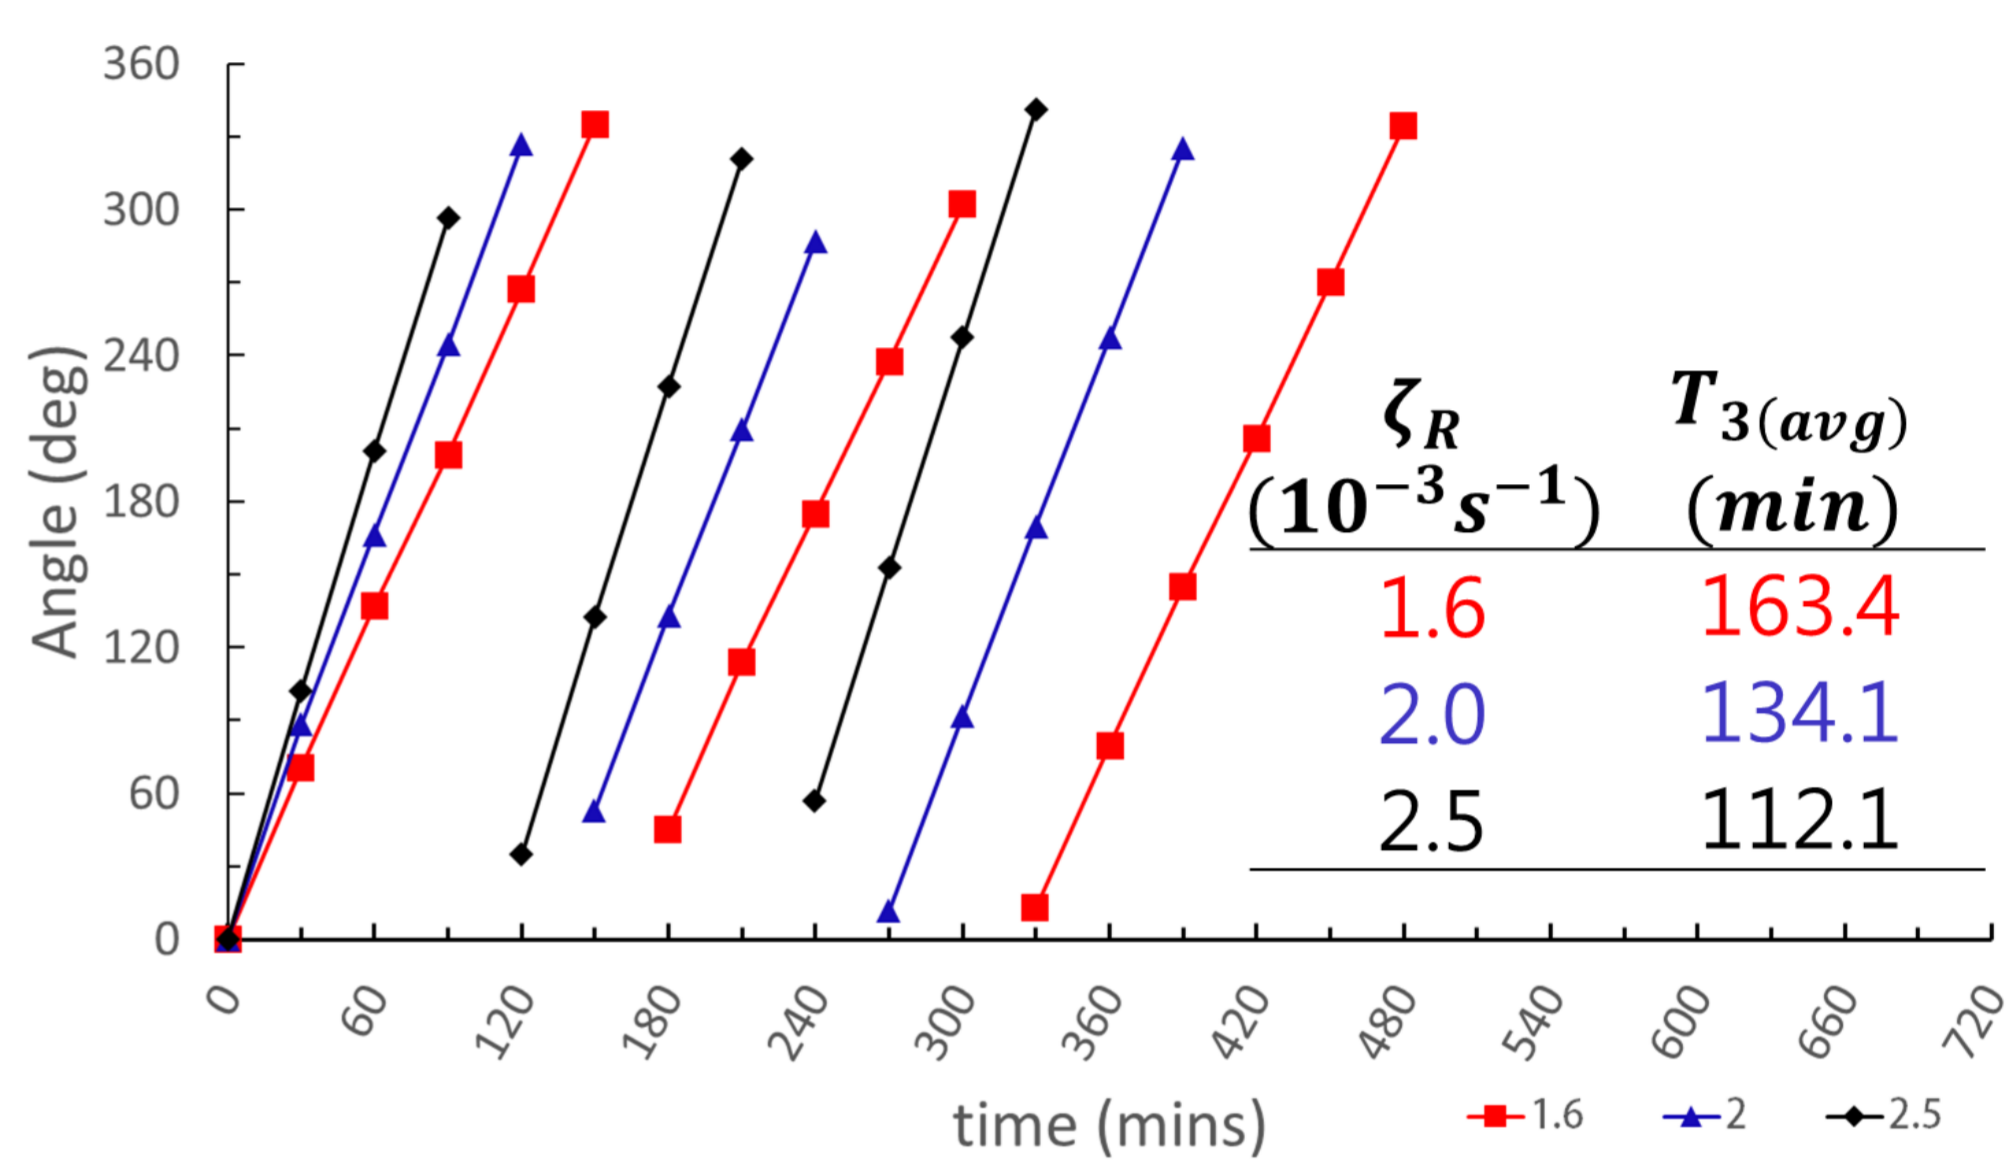 360
300
240
180
120
60
0
Angle (deg)
0 60 120 180 240 300 360 420 480 540 600 660 720
time (mins)
ζ_R T_3(avg)
(10⁻³s⁻¹) (min)
1.6 163.4
2.0 134.1
2.5 112.1
1.6 2 2.5